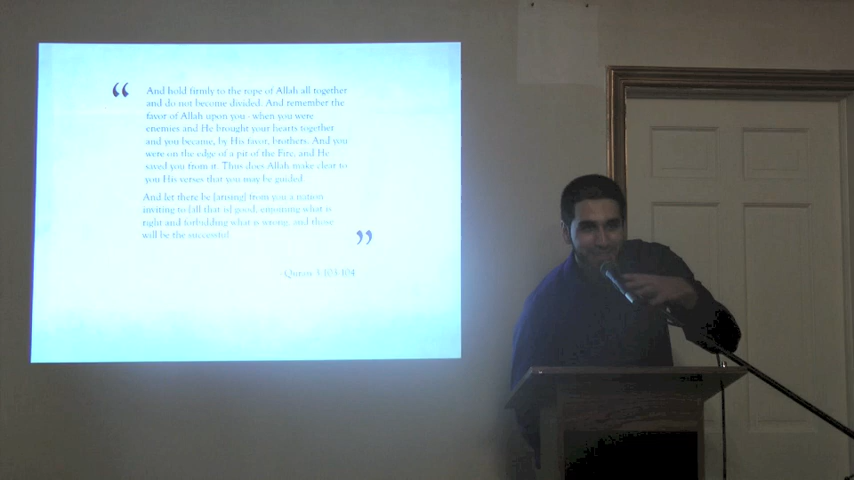 “ And hold firmly to the rope of Allah all together
and do not become divided. And remember the
favor of Allah upon you - when you were
enemies and He brought your hearts together
and you became, by His favor, brothers. And you
were on the edge of a pit of the Fire, and He
saved you from it. Thus does Allah make clear to
you His verses that you may be guided.
And let there be [arising] from you a nation
inviting to [all that is] good, enjoining what is
right and forbidding what is wrong, and those
will be the successful. ”
-Quran 3:103-104